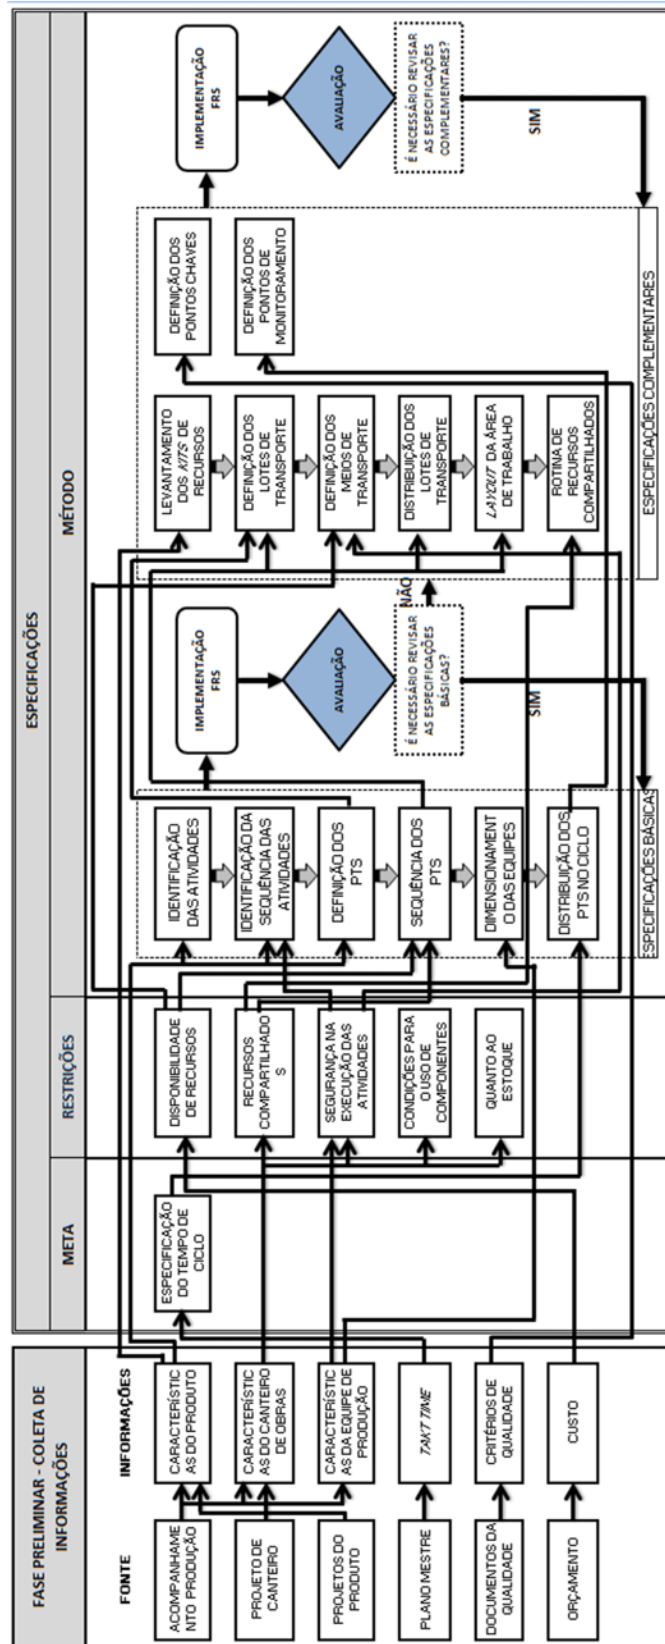 FASE PRELIMINAR - COLETA DE
INFORMAÇÕES
FONTE
INFORMAÇÕES
ACOMPANHAME
NTO PRODUÇÃO
PROJETO DE
CANTEIRO
PROJETOS DO
PRODUTO
PLANO MESTRE
DOCUMENTOS DA
QUALIDADE
ORÇAMENTO
CARACTERÍSTIC
AS DO PRODUTO
CARACTERÍSTIC
AS DO CANTEIRO
DE OBRAS
CARACTERÍSTIC
AS DA EQUIPE DE
PRODUÇÃO
TAKT TIME
CRITÉRIOS DE
QUALIDADE
CUSTO
ESPECIFICAÇÕES
META
RESTRIÇÕES
MÉTODO
ESPECIFICAÇÃO
DO TEMPO DE
CICLO
DISPONIBILIDADE
DE RECURSOS
RECURSOS
COMPARTILHADO
S
SEGURANÇA NA
EXECUÇÃO DAS
ATIVIDADES
CONDIÇÕES PARA
O USO DE
COMPONENTES
QUANTO AO
ESTOQUE
IDENTIFICAÇÃO
DAS ATIVIDADES
IDENTIFICAÇÃO DA
SEQUÊNCIA DAS
ATIVIDADES
DEFINIÇÃO DOS
PTS
SEQUÊNCIA DOS
PTS
DIMENSIONAMENT
O DAS EQUIPES
DISTRIBUIÇÃO DOS
PTS NO CICLO
ESPECIFICAÇÕES BÁSICAS
IMPLEMENTAÇÃO
FRS
AVALIAÇÃO
É NECESSÁRIO REVISAR
AS ESPECIFICAÇÕES
BÁSICAS?
SIM
NÃO
LEVANTAMENTO
DOS KITS DE
RECURSOS
DEFINIÇÃO DOS
LOTES DE
TRANSPORTE
DEFINIÇÃO DOS
MEIOS DE
TRANSPORTE
DISTRIBUIÇÃO DOS
LOTES DE
TRANSPORTE
LAYOUT DA ÁREA
DE TRABALHO
ROTINA DE
RECURSOS
COMPARTILHADOS
DEFINIÇÃO DOS
PONTOS CHAVES
DEFINIÇÃO DOS
PONTOS DE
MONITORAMENTO
ESPECIFICAÇÕES COMPLEMENTARES
IMPLEMENTAÇÃO
FRS
AVALIAÇÃO
É NECESSÁRIO REVISAR
AS ESPECIFICAÇÕES
COMPLEMENTARES?
SIM